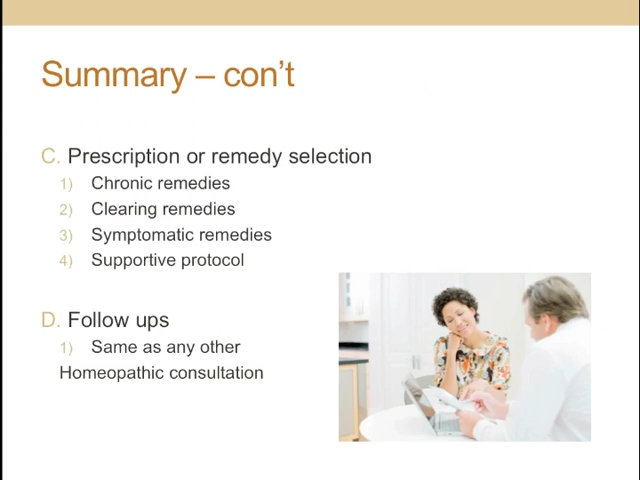 Summary – con't
C. Prescription or remedy selection
1) Chronic remedies
2) Clearing remedies
3) Symptomatic remedies
4) Supportive protocol
D. Follow ups
1) Same as any other
Homeopathic consultation